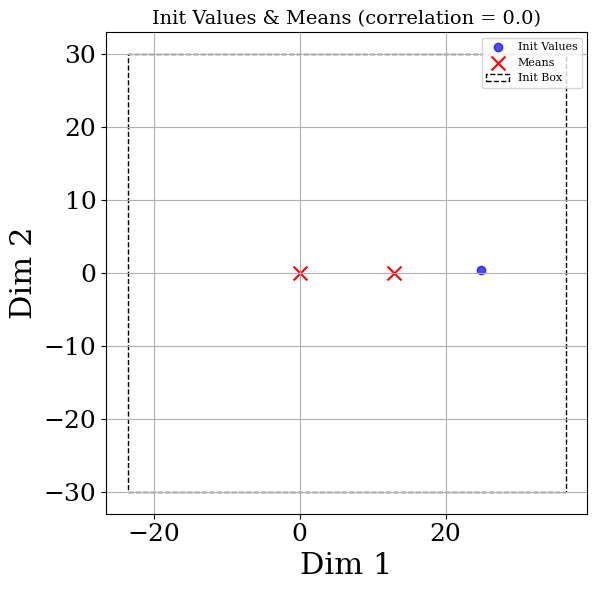 Init Values & Means (correlation = 0.0)
Init Values
Means
Init Box
30
20
10
0
−10
−20
−30
Dim 2
−20 0 20
Dim 1